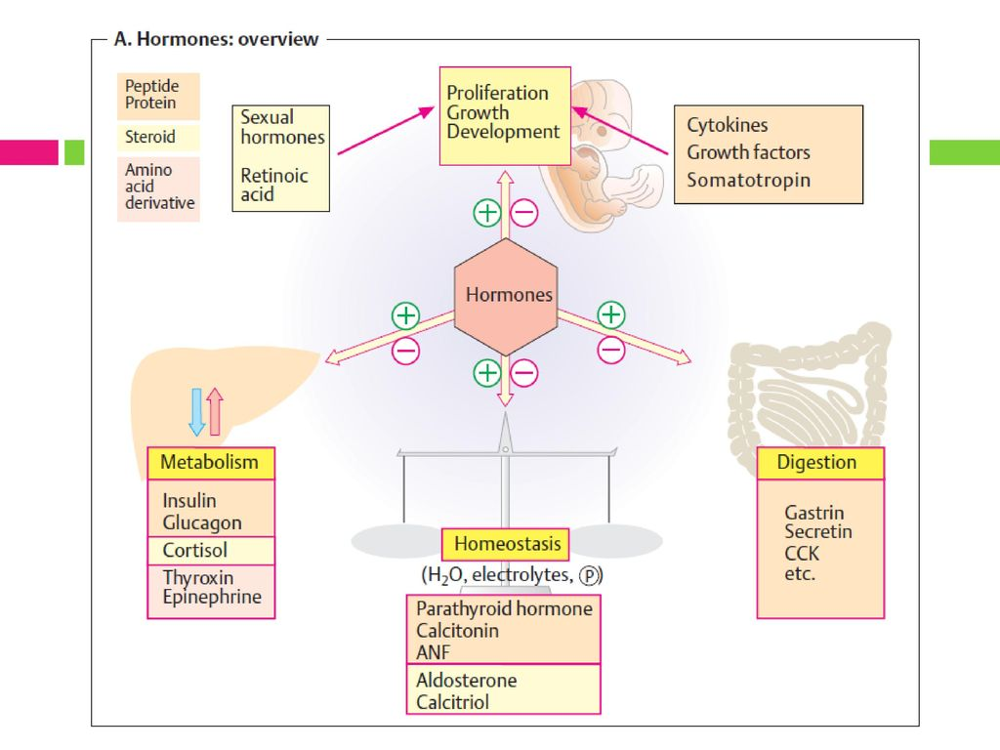 A. Hormones: overview
Peptide
Protein
Steroid
Amino
acid
derivative
Sexual
hormones
Retinoic
acid
Proliferation
Growth
Development
Cytokines
Growth factors
Somatotropin
+ −
Hormones
+
−
+
−
+ −
Metabolism
Insulin
Glucagon
Cortisol
Thyroxin
Epinephrine
Homeostasis
(H₂O, electrolytes, Ⓟ)
Parathyroid hormone
Calcitonin
ANF
Aldosterone
Calcitriol
Digestion
Gastrin
Secretin
CCK
etc.